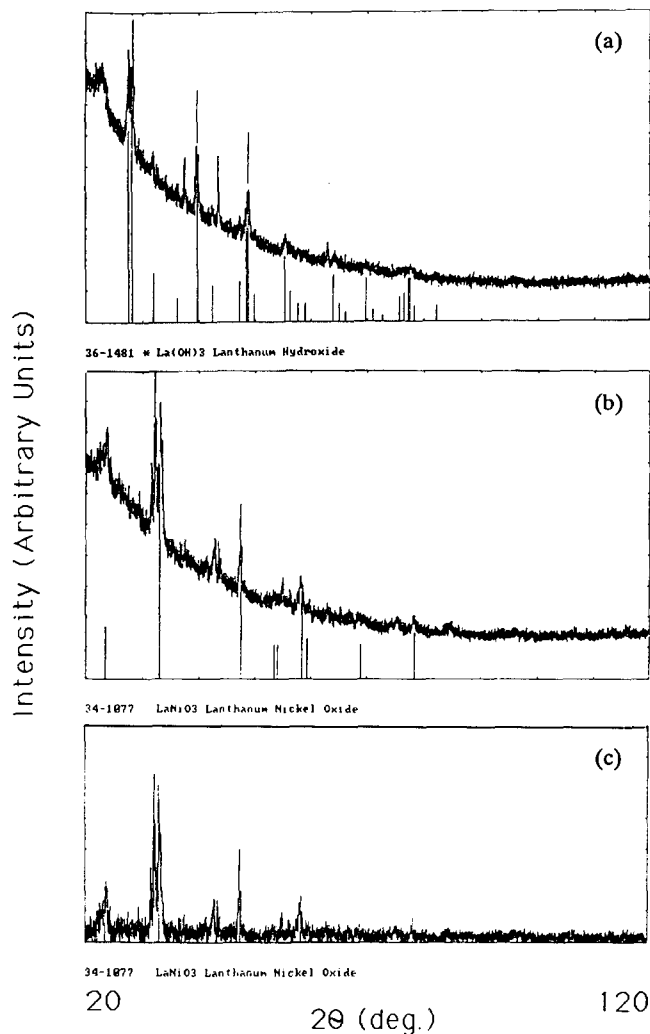 (a)
36-1481 * La(OH)3 Lanthanum Hydroxide
(b)
34-1077 LaNiO3 Lanthanum Nickel Oxide
(c)
34-1077 LaNiO3 Lanthanum Nickel Oxide
20
120
2θ (deg.)
Intensity (Arbitrary Units)